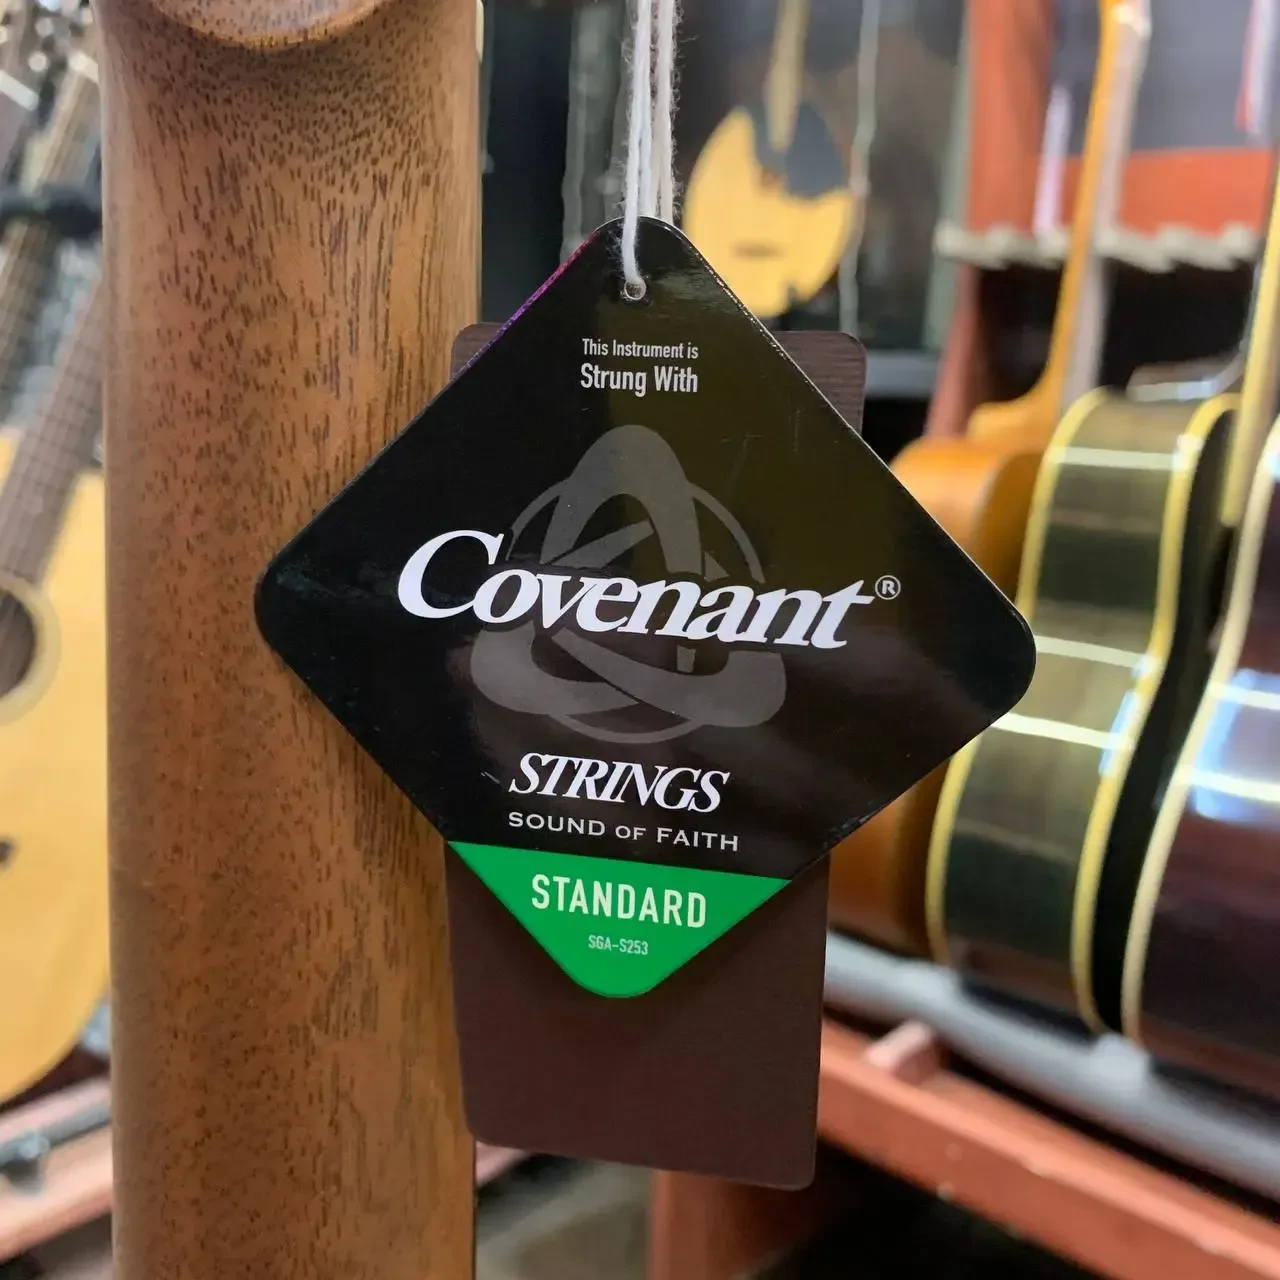 This Instrument is
Strung With
Covenant®
STRINGS
SOUND OF FAITH
STANDARD
SGA-S253